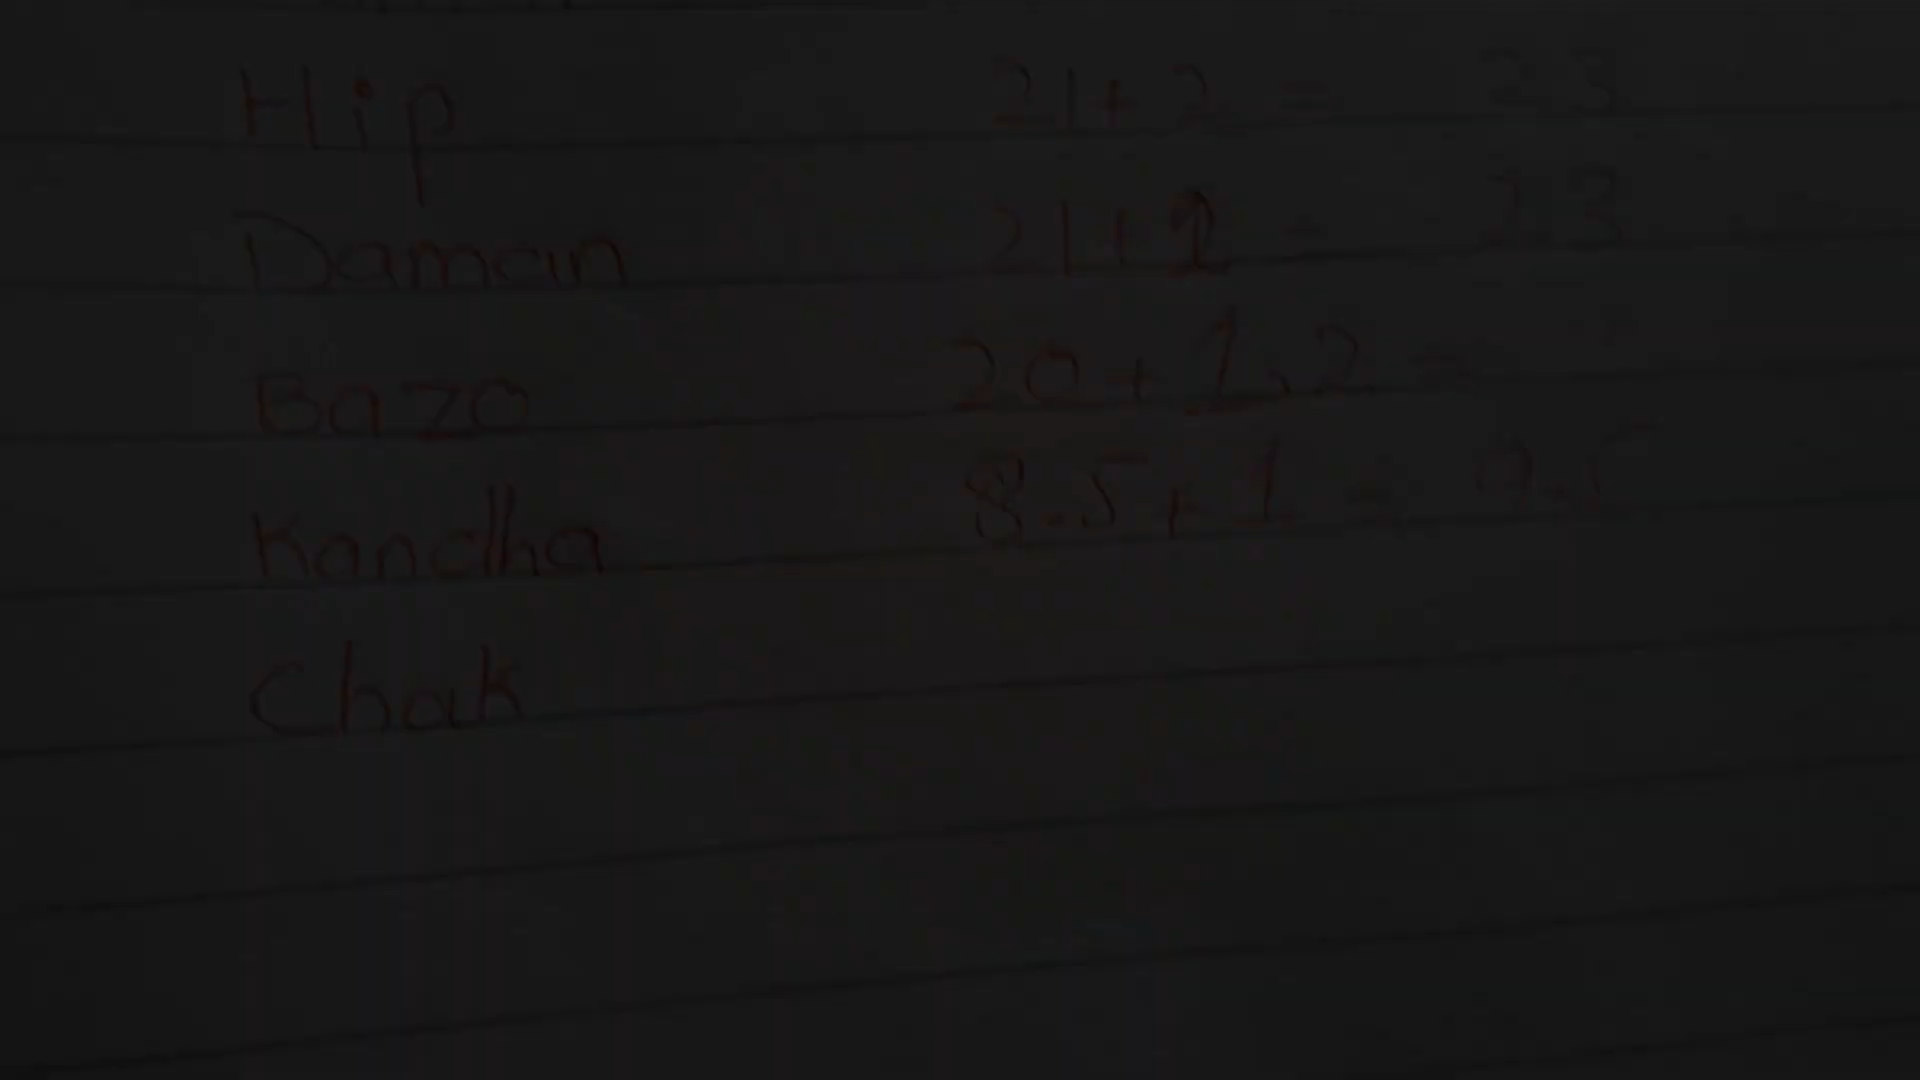 Hip 21+2 = 23
Daman 21+2 = 23
Bazo 20+1.2 =
Kandha 8.5+1 = 9.5
Chak